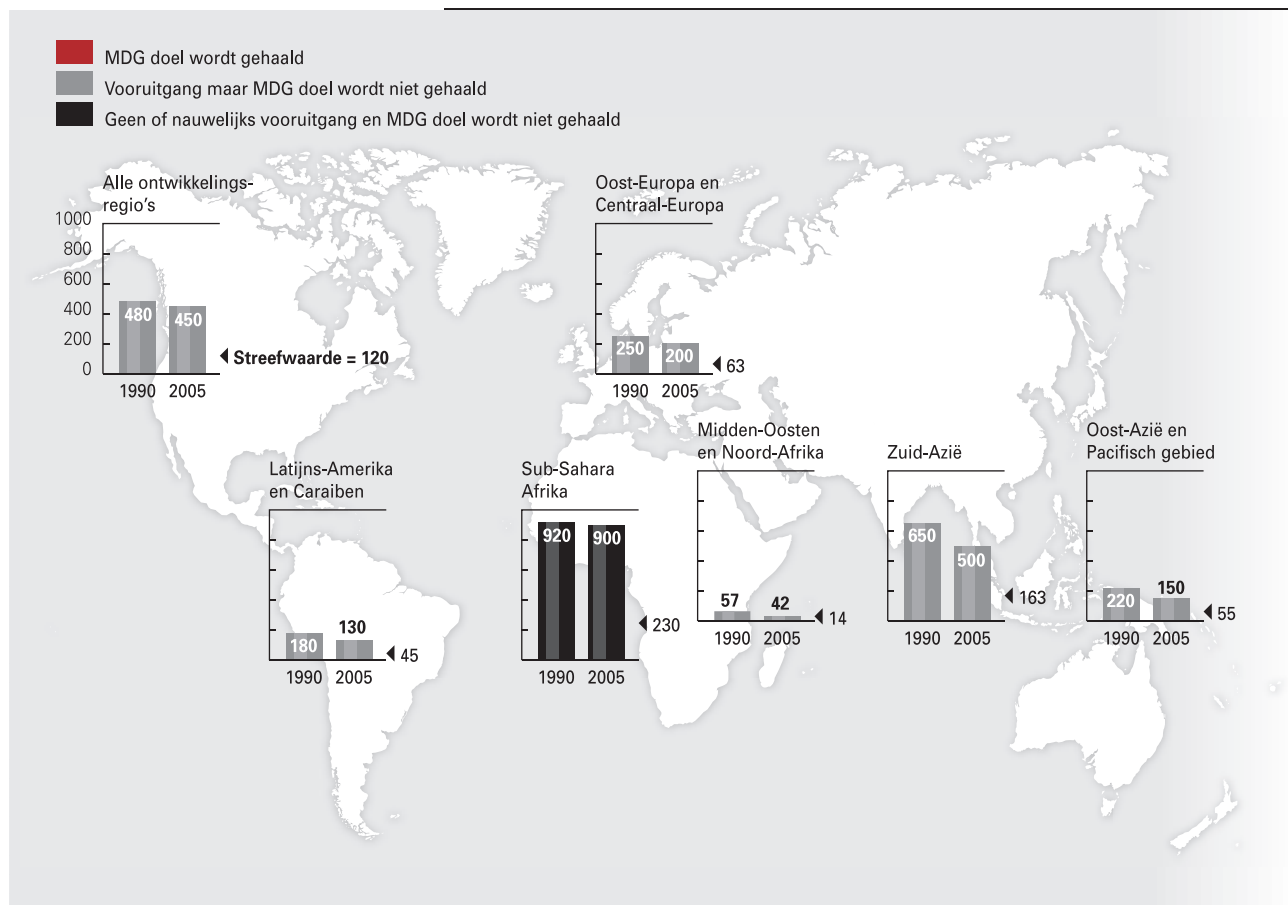 MDG doel wordt gehaald
Vooruitgang maar MDG doel wordt niet gehaald
Geen of nauwelijks vooruitgang en MDG doel wordt niet gehaald
Alle ontwikkelings-
regio's
1000
800
600
400
200
0
480
450
Streefwaarde = 120
1990 2005
Oost-Europa en
Centraal-Europa
250
200
63
1990 2005
Latijns-Amerika
en Caraiben
180
130
45
1990 2005
Sub-Sahara
Afrika
920
900
230
1990 2005
Midden-Oosten
en Noord-Afrika
57
42
14
1990 2005
Zuid-Azië
650
500
163
1990 2005
Oost-Azië en
Pacifisch gebied
220
150
55
1990 2005